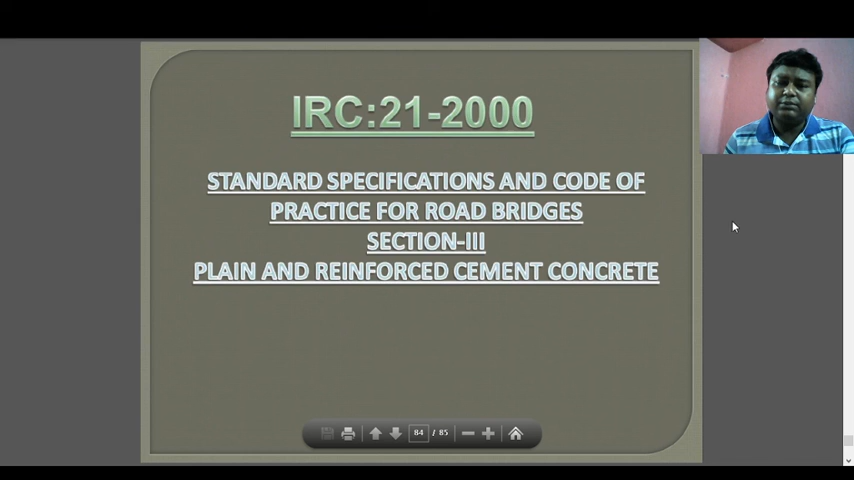 IRC:21-2000
STANDARD SPECIFICATIONS AND CODE OF
PRACTICE FOR ROAD BRIDGES
SECTION-III
PLAIN AND REINFORCED CEMENT CONCRETE
84 / 85